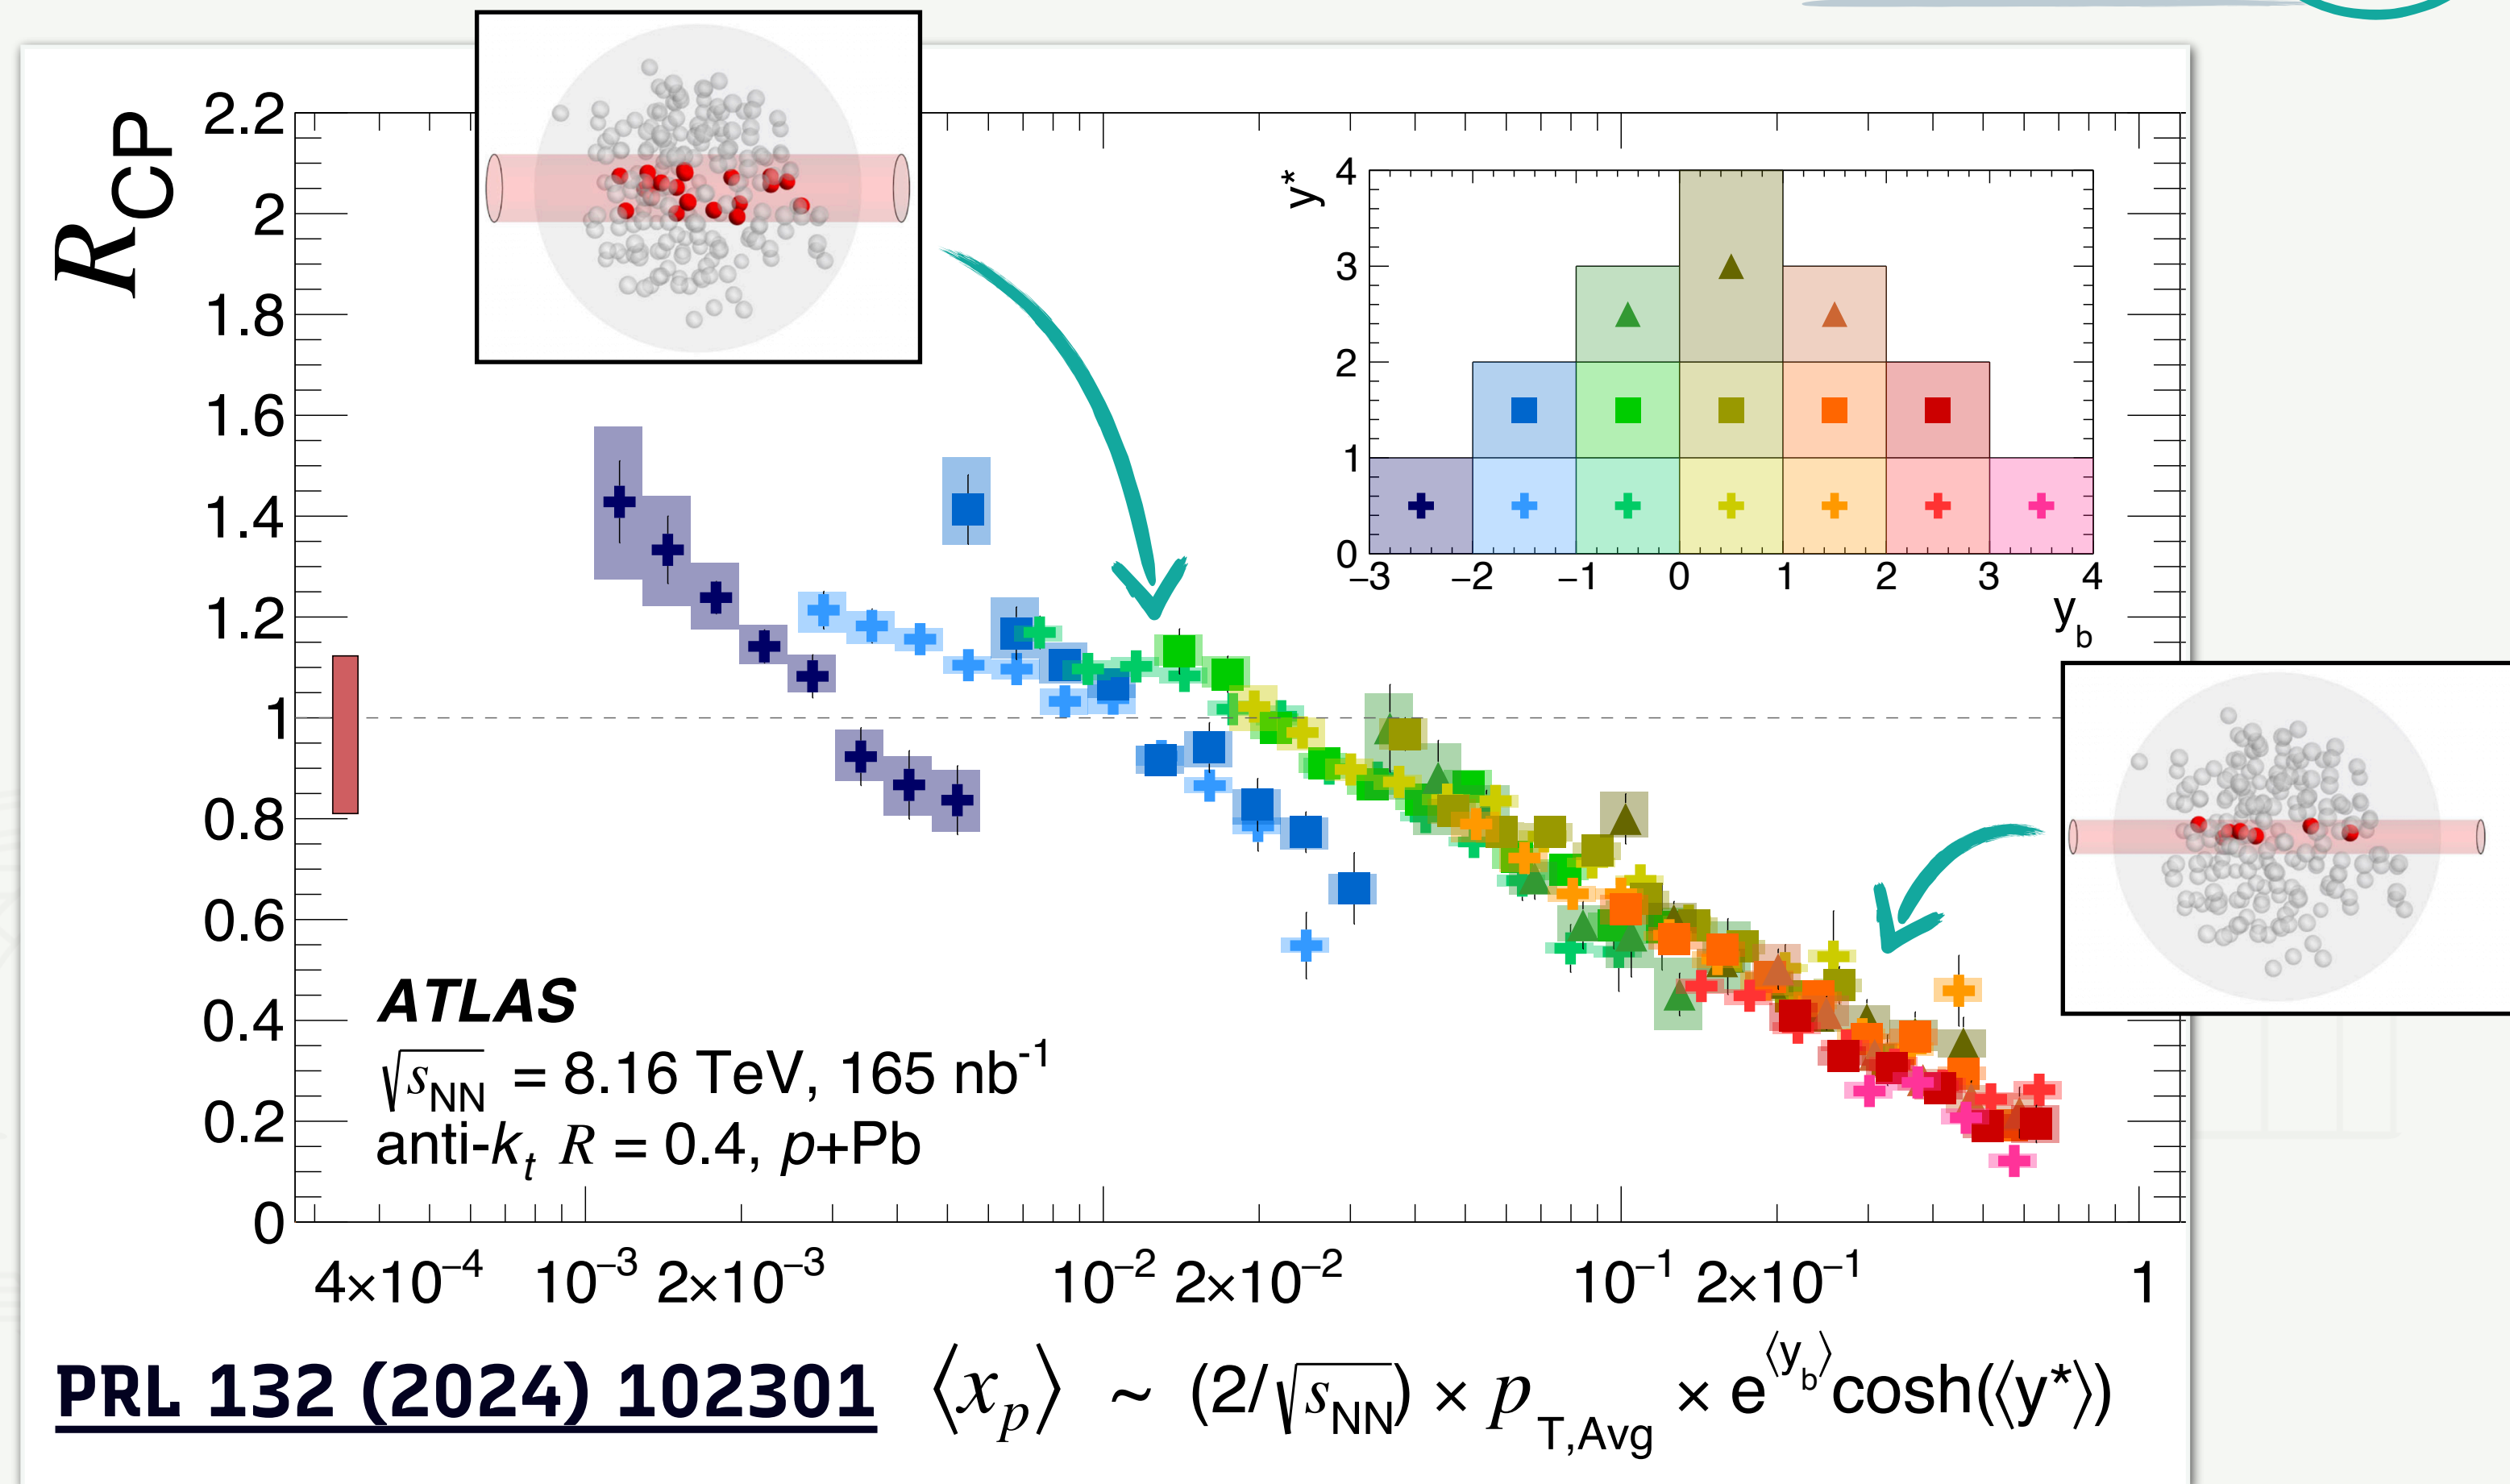 R_CP
2.2
2
1.8
1.6
1.4
1.2
1
0.8
0.6
0.4
0.2
0
y*
4
3
2
1
0
−3 −2 −1 0 1 2 3 4
y_b
ATLAS
√s_NN = 8.16 TeV, 165 nb^-1
anti-k_t R = 0.4, p+Pb
4×10^−4 10^−3 2×10^−3 10^−2 2×10^−2 10^−1 2×10^−1 1
PRL 132 (2024) 102301 ⟨x_p⟩ ~ (2/√s_NN) × p_T,Avg × e^⟨y_b⟩cosh(⟨y*⟩)